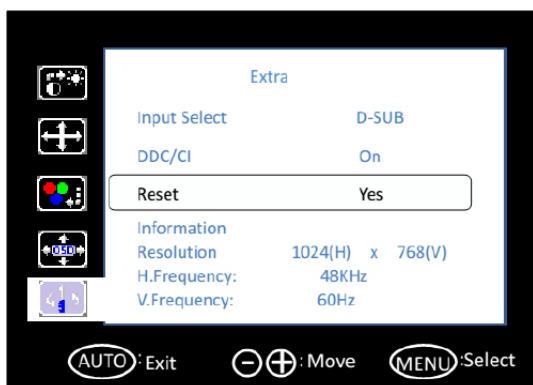 Extra
Input Select D-SUB
DDC/CI On
Reset Yes
Information
Resolution 1024(H) x 768(V)
H.Frequency: 48KHz
V.Frequency: 60Hz
OSD
AUTO : Exit - + : Move MENU :Select